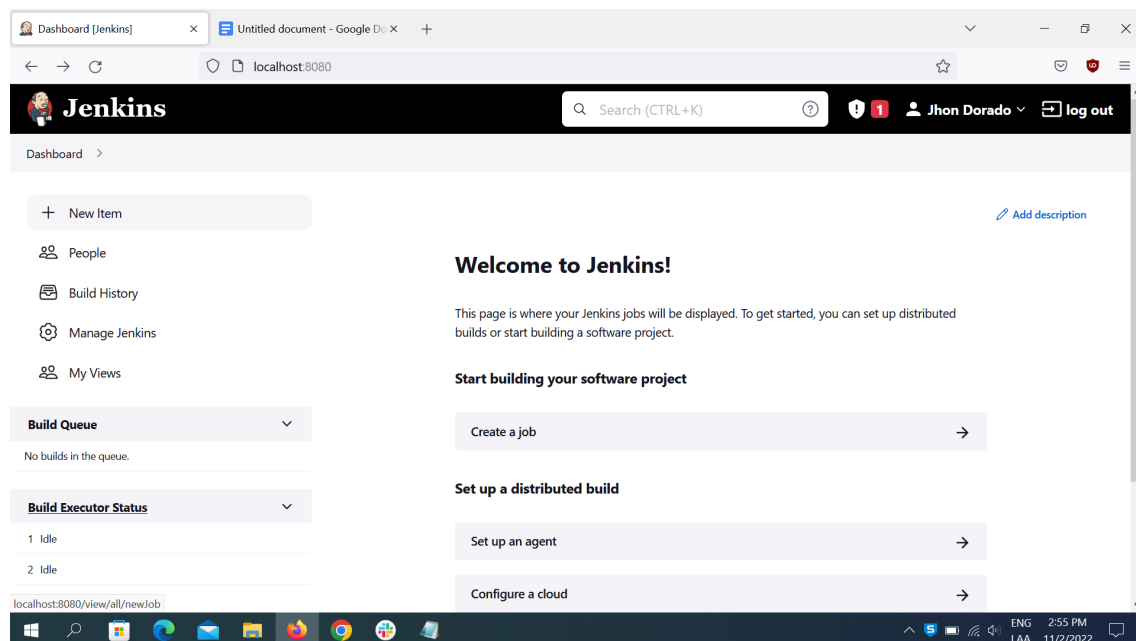 Dashboard [Jenkins]
Untitled document - Google Do
localhost:8080
Jenkins
Search (CTRL+K)
1
Jhon Dorado
log out
Dashboard
New Item
Add description
People
Build History
Manage Jenkins
My Views
Build Queue
No builds in the queue.
Build Executor Status
1 Idle
2 Idle
localhost:8080/view/all/newJob
Welcome to Jenkins!
This page is where your Jenkins jobs will be displayed. To get started, you can set up distributed
builds or start building a software project.
Start building your software project
Create a job
Set up a distributed build
Set up an agent
Configure a cloud
ENG
LAA
2:55 PM
11/2/2022